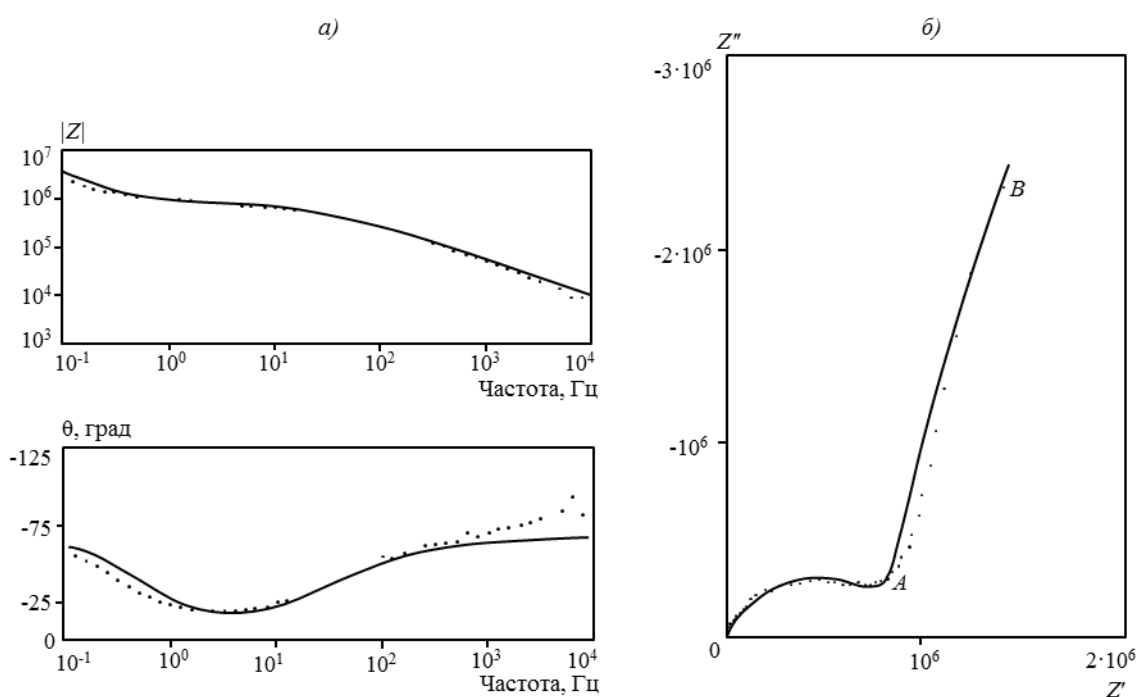 а)
|Z|
10⁷
10⁶
10⁵
10⁴
10³
10⁻¹ 10⁰ 10¹ 10² 10³ 10⁴
Частота, Гц
θ, град
-125
-75
-25
0
10⁻¹ 10⁰ 10¹ 10² 10³ 10⁴
Частота, Гц
б)
Z″
-3·10⁶
B
-2·10⁶
-10⁶
A
0 10⁶ 2·10⁶
Z′